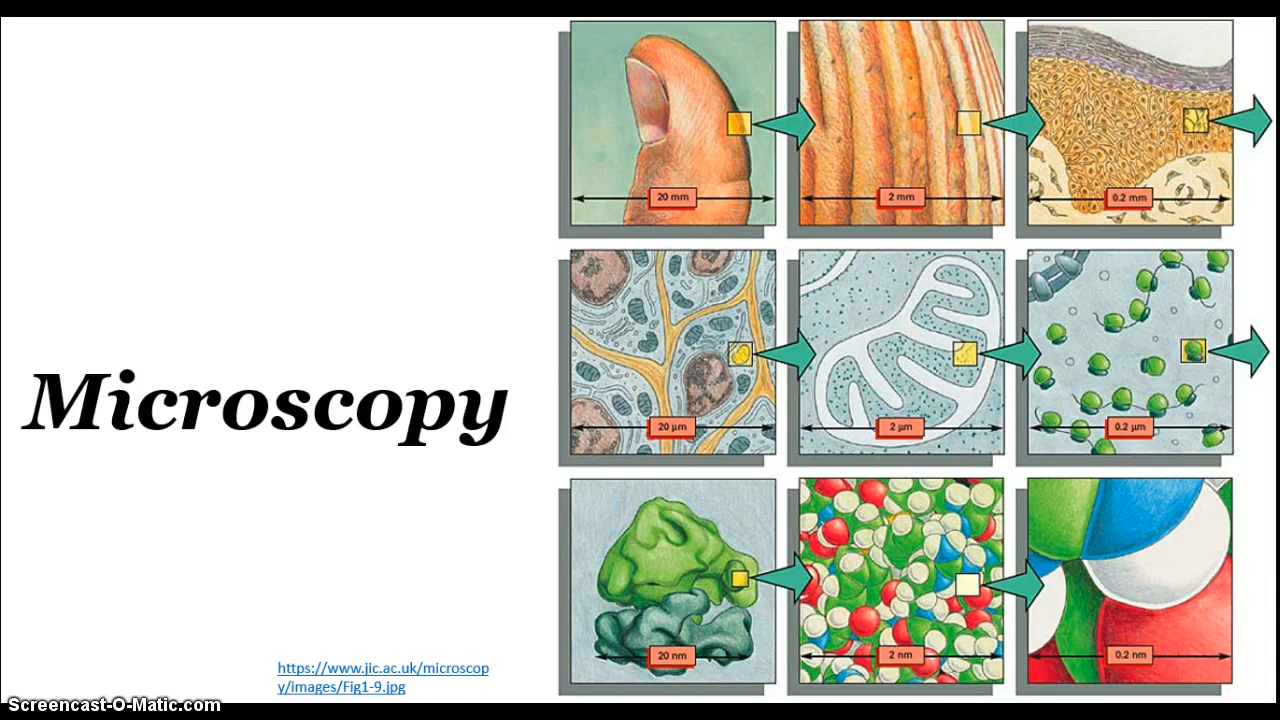 20 mm
2 mm
0.2 mm
Microscopy
20 µm
2 µm
0.2 µm
20 nm
2 nm
0.2 nm
https://www.jic.ac.uk/microscop
y/images/Fig1-9.jpg
Screencast-O-Matic.com